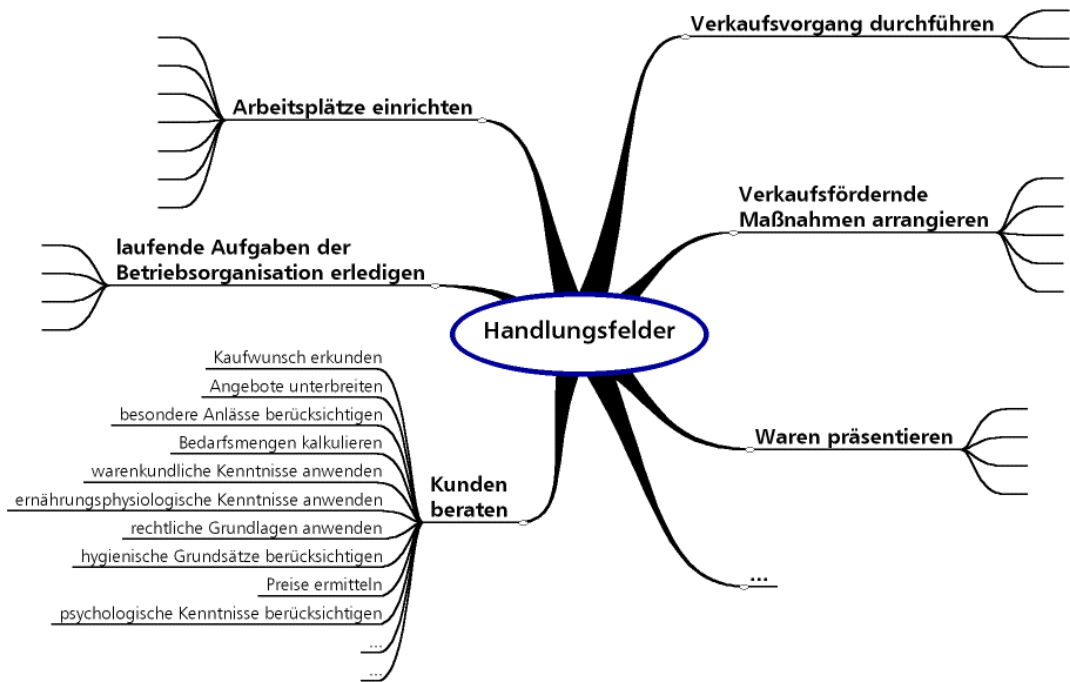 Verkaufsvorgang durchführen
Arbeitsplätze einrichten
Verkaufsfördernde
Maßnahmen arrangieren
laufende Aufgaben der
Betriebsorganisation erledigen
Handlungsfelder
Kaufwunsch erkunden
Angebote unterbreiten
besondere Anlässe berücksichtigen
Bedarfsmengen kalkulieren
warenkundliche Kenntnisse anwenden
ernährungsphysiologische Kenntnisse anwenden
rechtliche Grundlagen anwenden
hygienische Grundsätze berücksichtigen
Preise ermitteln
psychologische Kenntnisse berücksichtigen
...
...
Kunden
beraten
Waren präsentieren
...